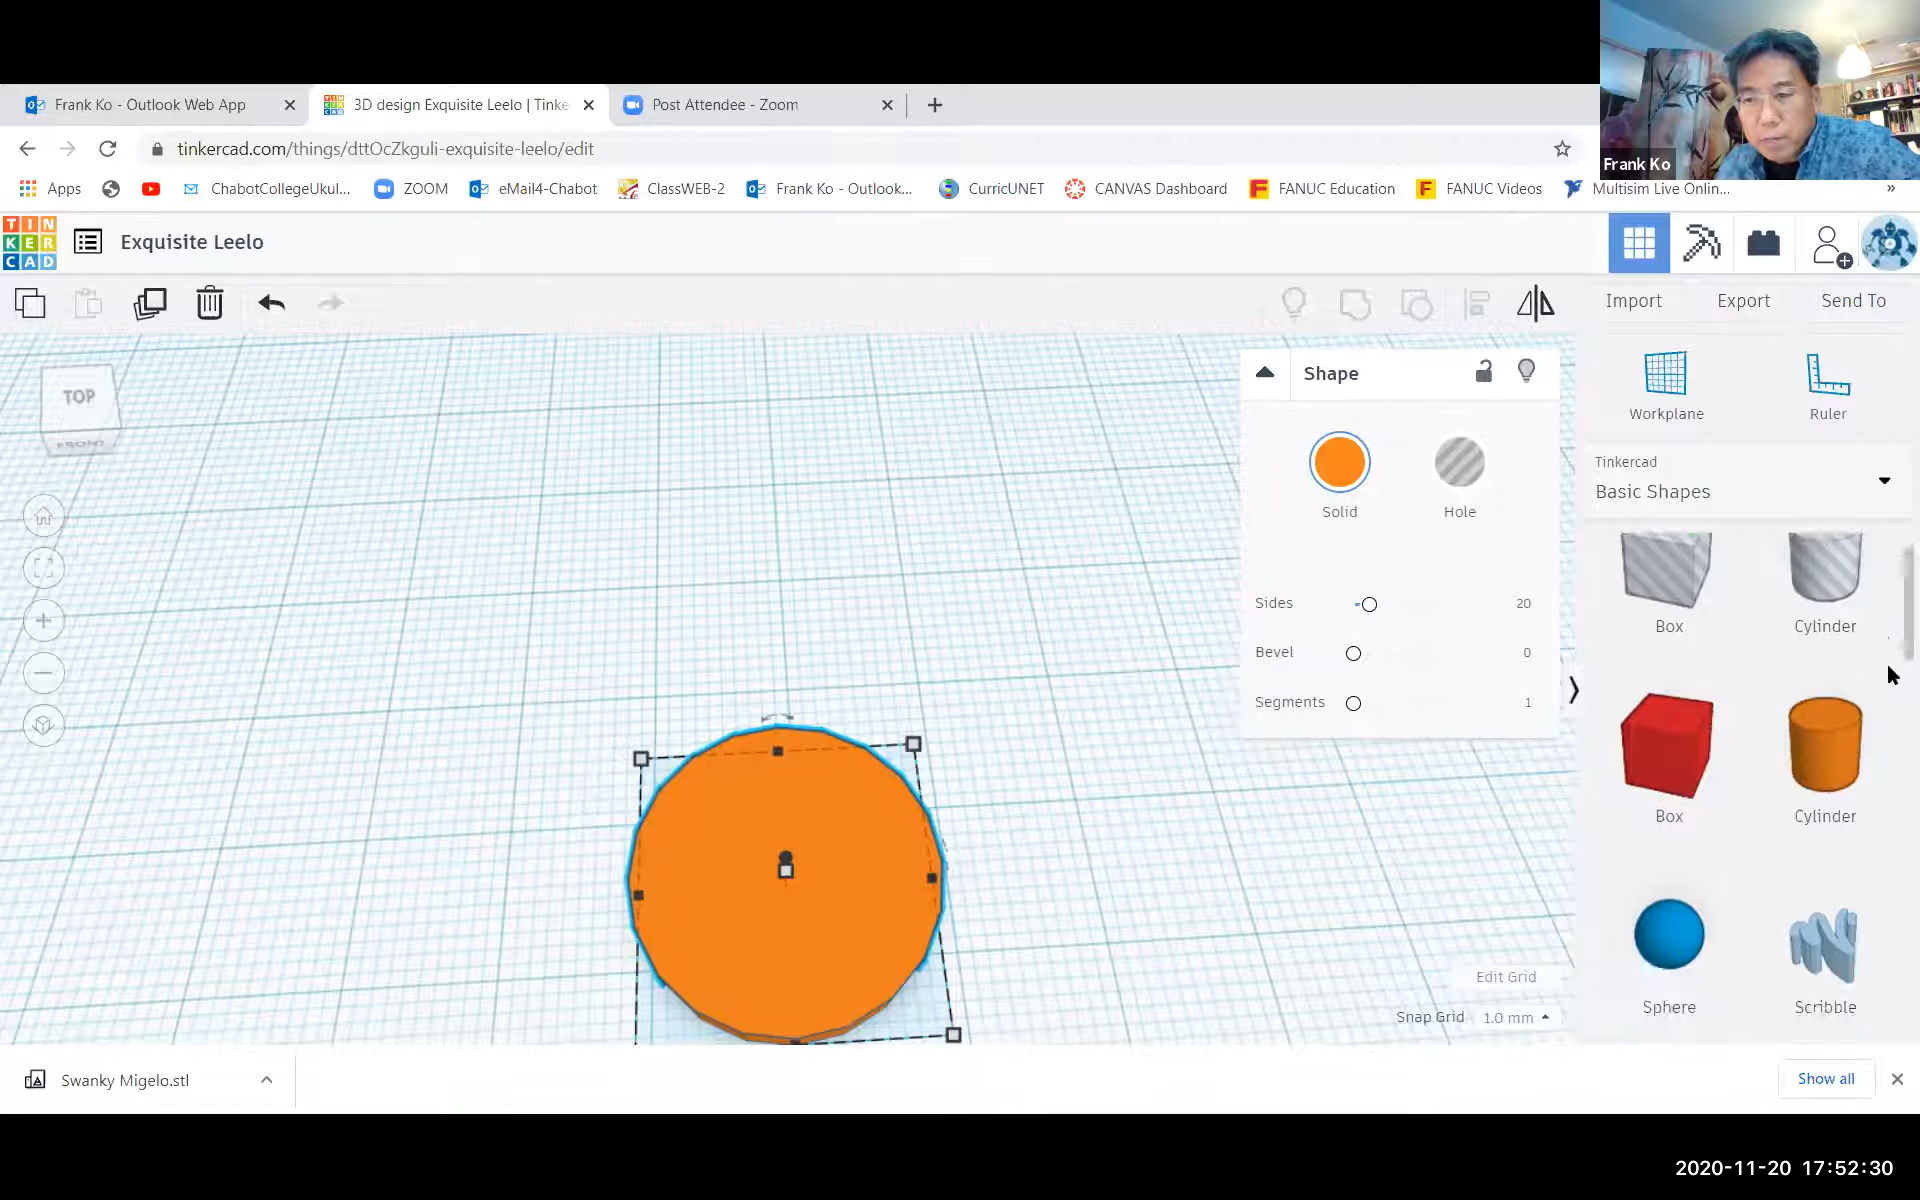 Frank Ko - Outlook Web App
3D design Exquisite Leelo | Tinke
Post Attendee - Zoom
tinkercad.com/things/dttOcZkguli-exquisite-leelo/edit
Frank Ko
Apps
ChabotCollegeUkul...
ZOOM
eMail4-Chabot
ClassWEB-2
Frank Ko - Outlook...
CurricUNET
CANVAS Dashboard
FANUC Education
FANUC Videos
Multisim Live Onlin...
»
TIN
KER
CAD
Exquisite Leelo
Import
Export
Send To
TOP
FRONT
Shape
Solid
Hole
Sides
20
Bevel
0
Segments
1
Workplane
Ruler
Tinkercad
Basic Shapes
Box
Cylinder
Box
Cylinder
Sphere
Scribble
Edit Grid
Snap Grid
1.0 mm
Swanky Migelo.stl
Show all
2020-11-20 17:52:30